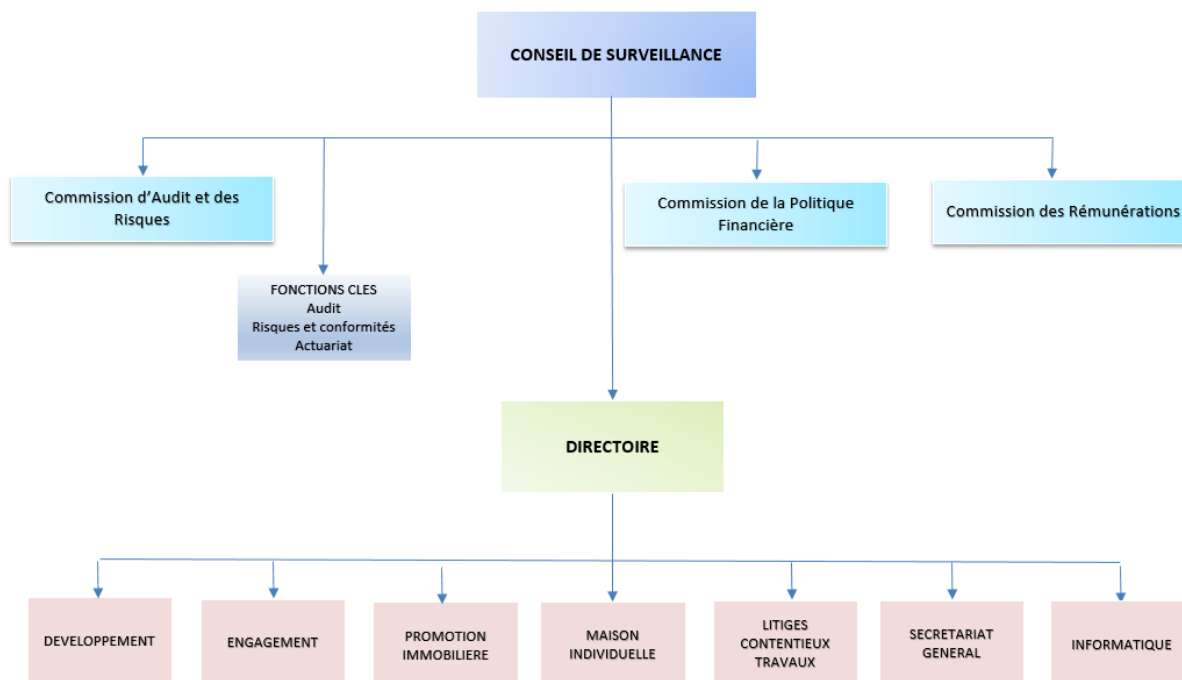 CONSEIL DE SURVEILLANCE
Commission d'Audit et des
Risques
Commission de la Politique
Financière
Commission des Rémunérations
FONCTIONS CLES
Audit
Risques et conformités
Actuariat
DIRECTOIRE
DEVELOPPEMENT
ENGAGEMENT
PROMOTION
IMMOBILIERE
MAISON
INDIVIDUELLE
LITIGES
CONTENTIEUX
TRAVAUX
SECRETARIAT
GENERAL
INFORMATIQUE